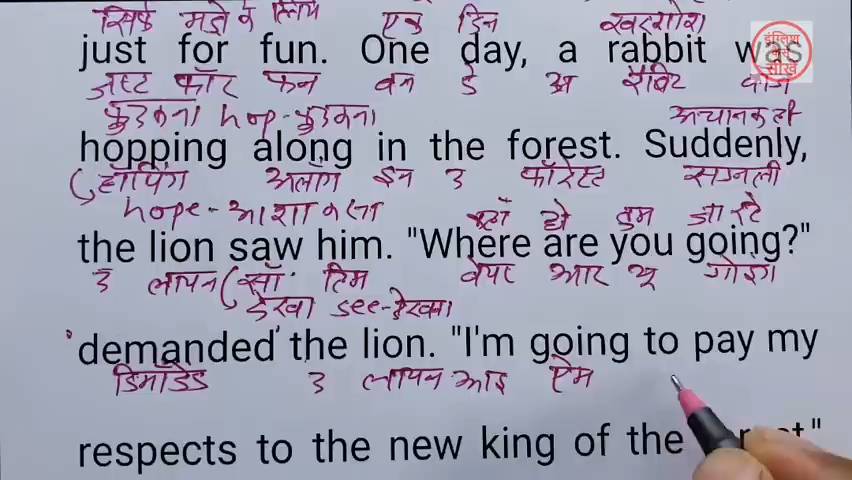 सिर्फ मजे के लिए एक दिन खरगोश
just for fun. One day, a rabbit was
जस्ट फॉर फन वन डे अ रैबिट वाज
फुदकना hop-फुदकना अचानक ही
hopping along in the forest. Suddenly,
हॉपिंग अलॉंग इन द फॉरेस्ट सडनली
hope-आशा करना कहाँ हो तुम जा रहे
the lion saw him. "Where are you going?"
द लायन सॉ हिम वेयर आर यू गोइंग
देखा see-देखना
demanded the lion. "I'm going to pay my
डिमांडेड द लायन आइ ऐम
respects to the new king of the